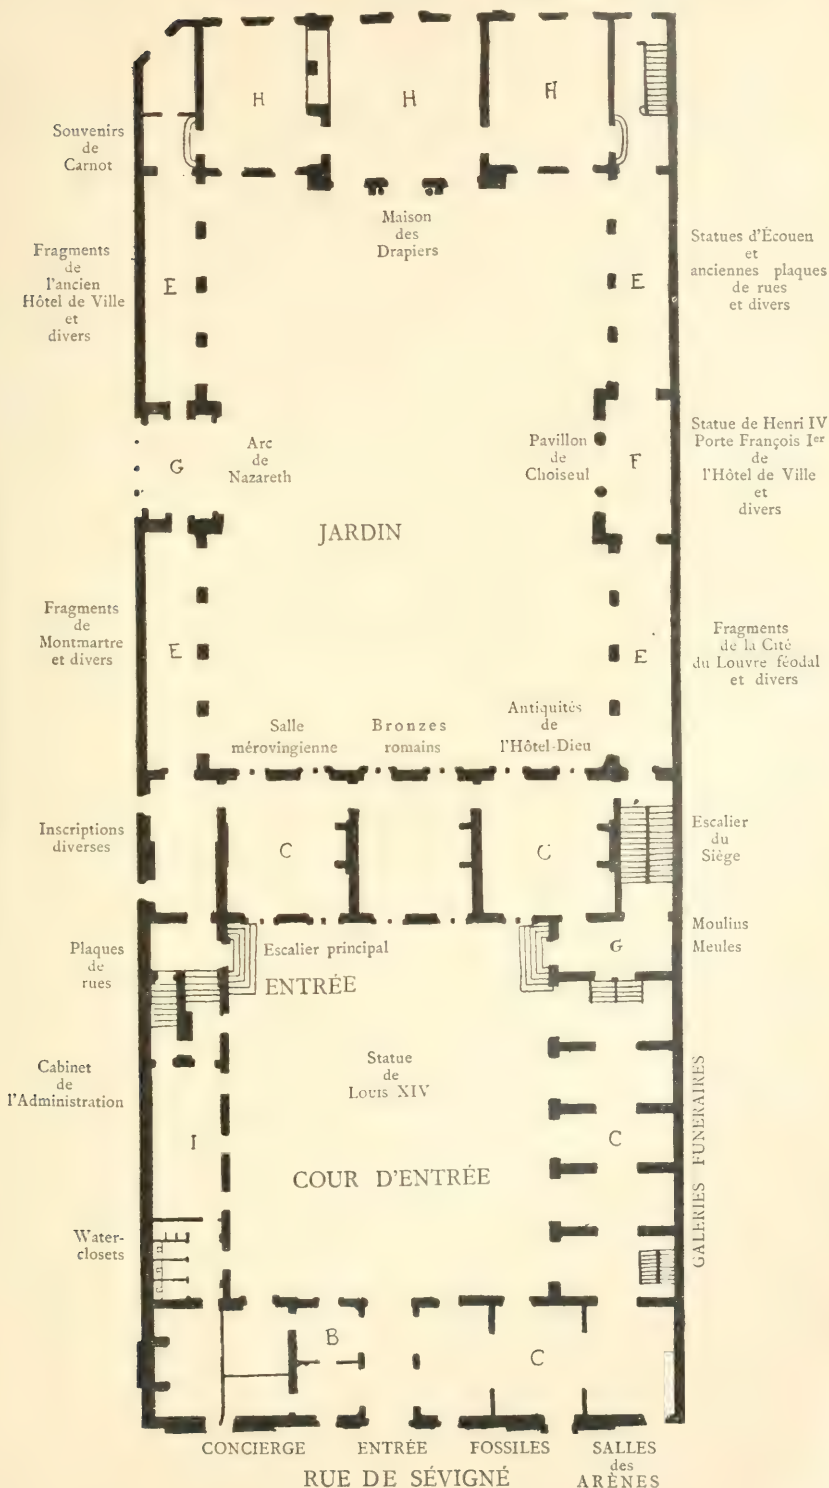 H
H
H
Souvenirs
de
Carnot
Maison
des
Drapiers
Fragments
de
l'ancien
Hôtel de Ville
et
divers
E
E
Statues d'Écouen
et
anciennes plaques
de rues
et divers
G
Arc
de
Nazareth
Pavillon
de
Choiseul
F
Statue de Henri IV
Porte François Ier
de
l'Hôtel de Ville
et
divers
JARDIN
Fragments
de
Montmartre
et divers
E
E
Fragments
de la Cité
du Louvre féodal
et divers
Salle
mérovingienne
Bronzes
romains
Antiquités
de
l'Hôtel-Dieu
Inscriptions
diverses
C
C
Escalier
du
Siège
Plaques
de
rues
Escalier principal
ENTRÉE
G
Moulins
Meules
Cabinet
de
l'Administration
I
Statue
de
Louis XIV
COUR D'ENTRÉE
C
GALERIES FUNERAIRES
Water-
closets
B
C
CONCIERGE
ENTRÉE
FOSSILES
SALLES
des
ARÈNES
RUE DE SÉVIGNÉ